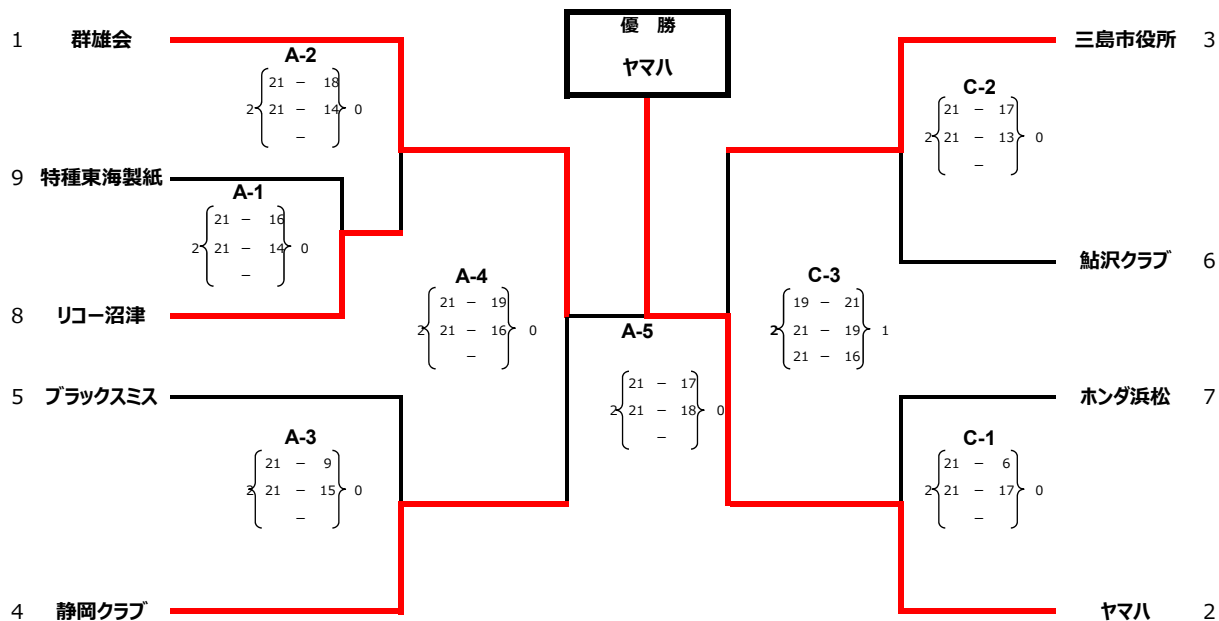 優 勝
ヤマハ
1 群雄会
A-2
21 － 18
2 21 － 14 0
－
9 特種東海製紙
A-1
21 － 16
2 21 － 14 0
－
8 リコー沼津
A-4
21 － 19
2 21 － 16 0
－
5 ブラックスミス
A-3
21 － 9
2 21 － 15 0
－
4 静岡クラブ
A-5
21 － 17
2 21 － 18 0
－
三島市役所 3
C-2
21 － 17
2 21 － 13 0
－
鮎沢クラブ 6
C-3
19 － 21
2 21 － 19 1
21 － 16
ホンダ浜松 7
C-1
21 － 6
2 21 － 17 0
－
ヤマハ 2